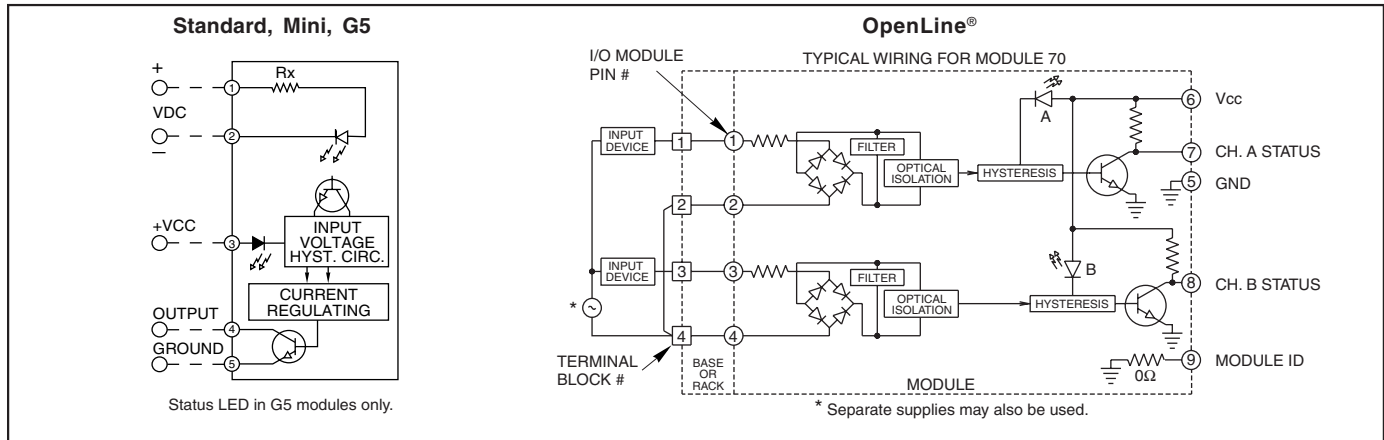 Standard, Mini, G5
+
VDC
–
1
Rx
2
+VCC
3
INPUT
VOLTAGE
HYST. CIRC.
CURRENT
REGULATING
OUTPUT
4
GROUND
5
Status LED in G5 modules only.
OpenLine®
I/O MODULE
PIN #
TYPICAL WIRING FOR MODULE 70
INPUT
DEVICE
1
1
FILTER
OPTICAL
ISOLATION
HYSTERESIS
A
6
Vcc
7
CH. A STATUS
5
GND
2
2
INPUT
DEVICE
3
3
FILTER
OPTICAL
ISOLATION
HYSTERESIS
B
8
CH. B STATUS
*
4
4
TERMINAL
BLOCK #
BASE
OR
RACK
MODULE
0Ω
9
MODULE ID
* Separate supplies may also be used.